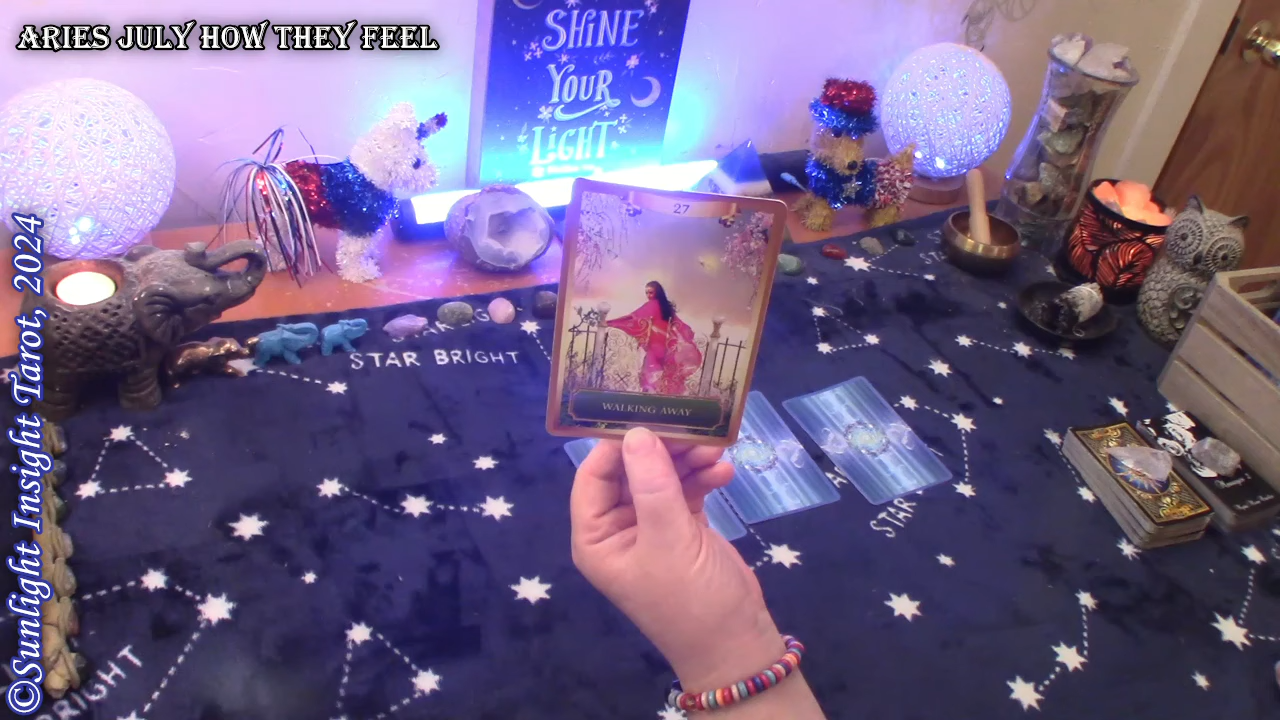 ARIES JULY HOW THEY FEEL
SHINE
YOUR
LIGHT
©Sunlight Insight Tarot, 2024
27
WALKING AWAY
STAR BRIGHT
STAR
BRIGHT